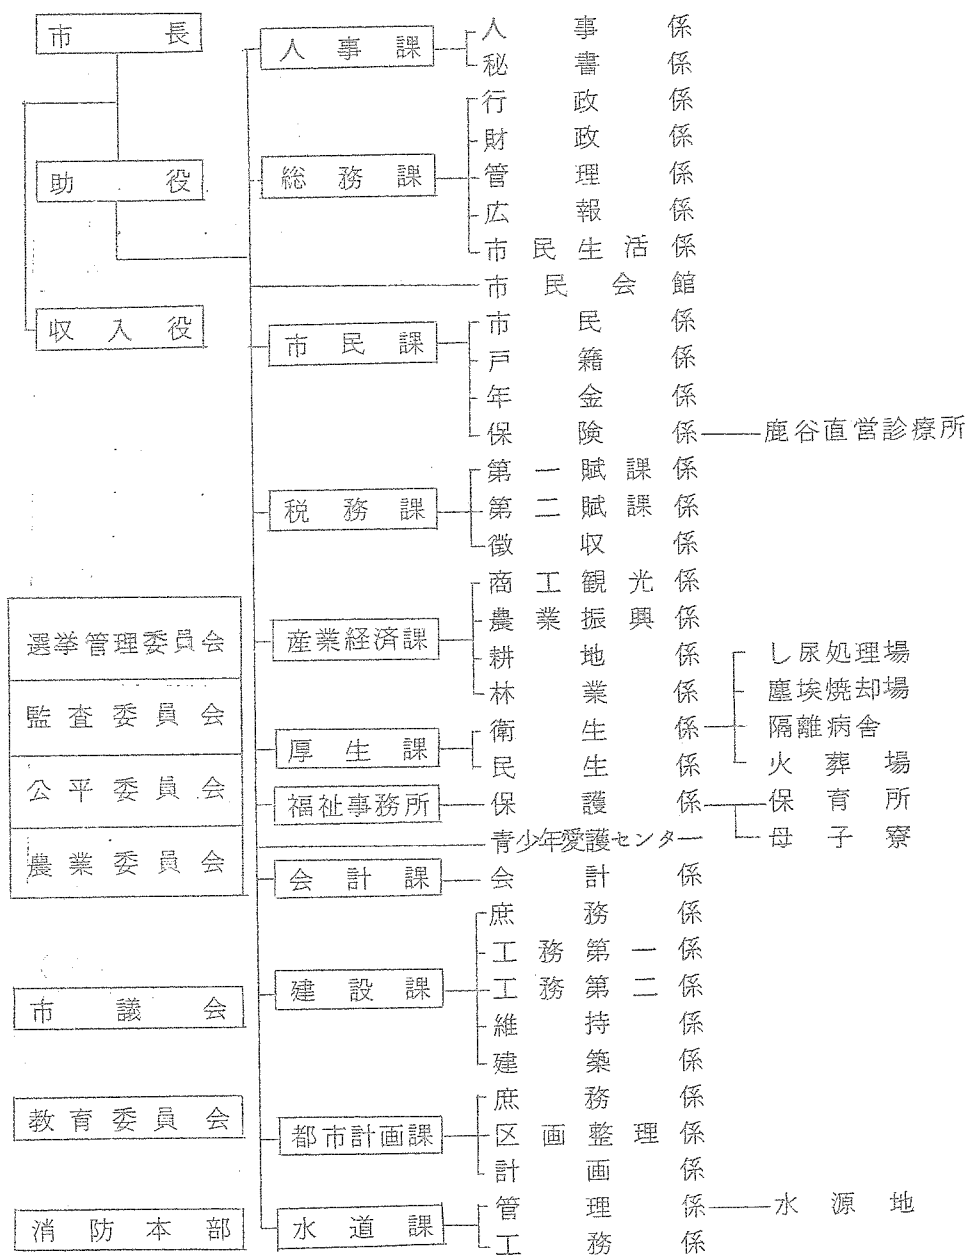 市長
助役
収入役
選挙管理委員会
監査委員会
公平委員会
農業委員会
市議会
教育委員会
消防本部
人事課
人事係
秘書係
総務課
行政係
財政係
管理係
広報係
市民生活係
市民会館
市民課
市民係
戸籍係
年金係
保険係
鹿谷直営診療所
税務課
第一賦課係
第二賦課係
徴収係
産業経済課
商工観光係
農業振興係
耕地係
林業係
厚生課
衛生係
し尿処理場
塵埃焼却場
隔離病舎
火葬場
民生係
福祉事務所
保護係
保育所
母子寮
青少年愛護センター
会計課
会計係
建設課
庶務係
工務第一係
工務第二係
維持係
建築係
都市計画課
庶務係
区画整理係
計画係
水道課
管理係
水源地
工務係